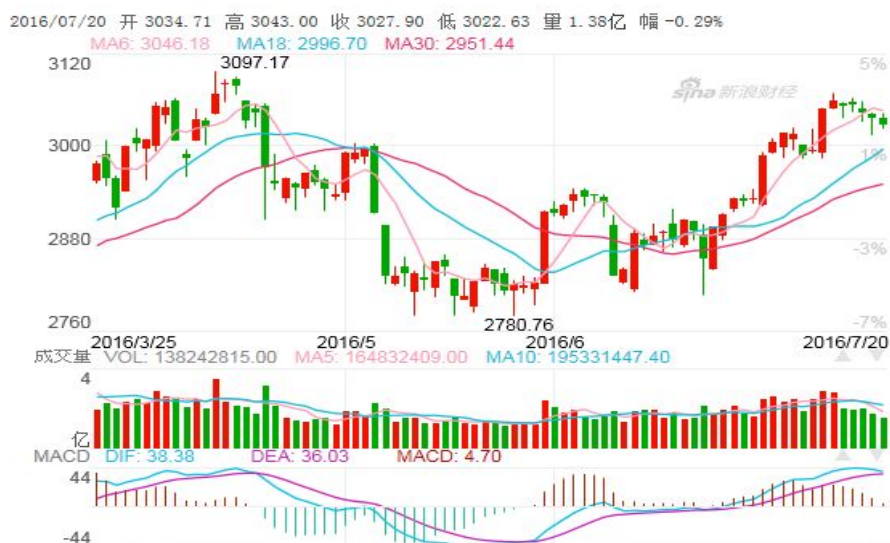 2016/07/20 开 3034.71 高 3043.00 收 3027.90 低 3022.63 量 1.38亿 幅 -0.29%
MA6: 3046.18 MA18: 2996.70 MA30: 2951.44
3120 3097.17 5%
sina 新浪财经
3000 1%
2880 -3%
2760 2780.76 -7%
2016/3/25 2016/5 2016/6 2016/7/20
成交量 VOL: 138242815.00 MA5: 164832409.00 MA10: 195331447.40
4
亿
MACD DIF: 38.38 DEA: 36.03 MACD: 4.70
44
-44